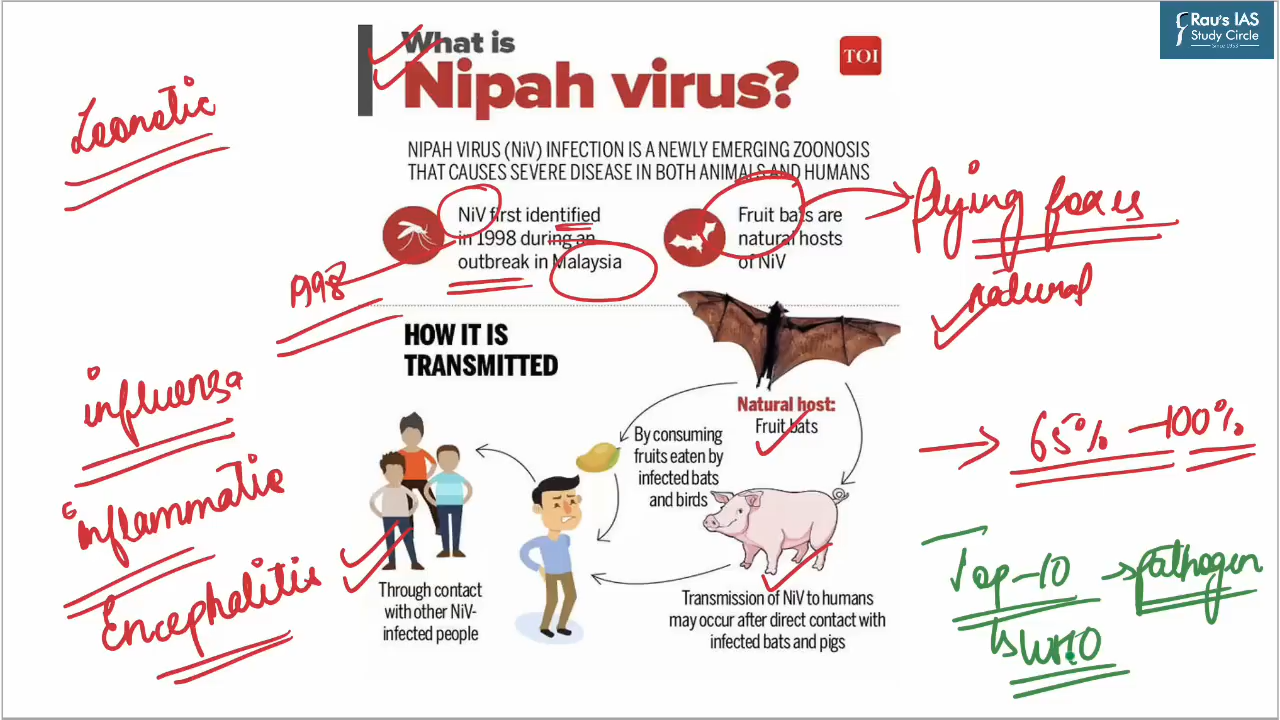 Rau's IAS
Study Circle
Since 1953
What is
TOI
Nipah virus?
Zoonotic
NIPAH VIRUS (NiV) INFECTION IS A NEWLY EMERGING ZOONOSIS
THAT CAUSES SEVERE DISEASE IN BOTH ANIMALS AND HUMANS
NiV first identified
in 1998 during an
outbreak in Malaysia
Fruit bats are
natural hosts
of NiV
flying foxes
natural
1998
HOW IT IS
TRANSMITTED
Natural host:
Fruit bats
By consuming
fruits eaten by
infected bats
and birds
influenza
inflammatic
Encephalitis
65% - 100%
Through contact
with other NiV-
infected people
Transmission of NiV to humans
may occur after direct contact with
infected bats and pigs
Top-10 → pathogen
WHO